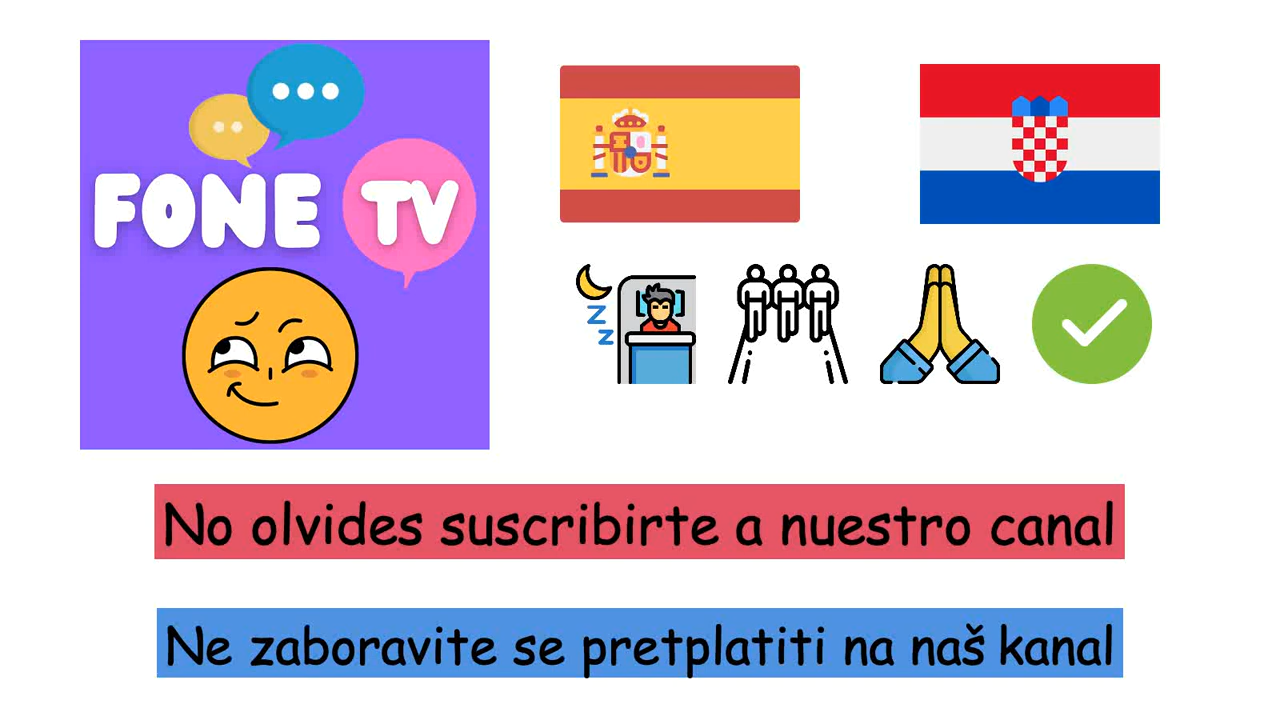 FONE TV
No olvides suscribirte a nuestro canal
Ne zaboravite se pretplatiti na naš kanal